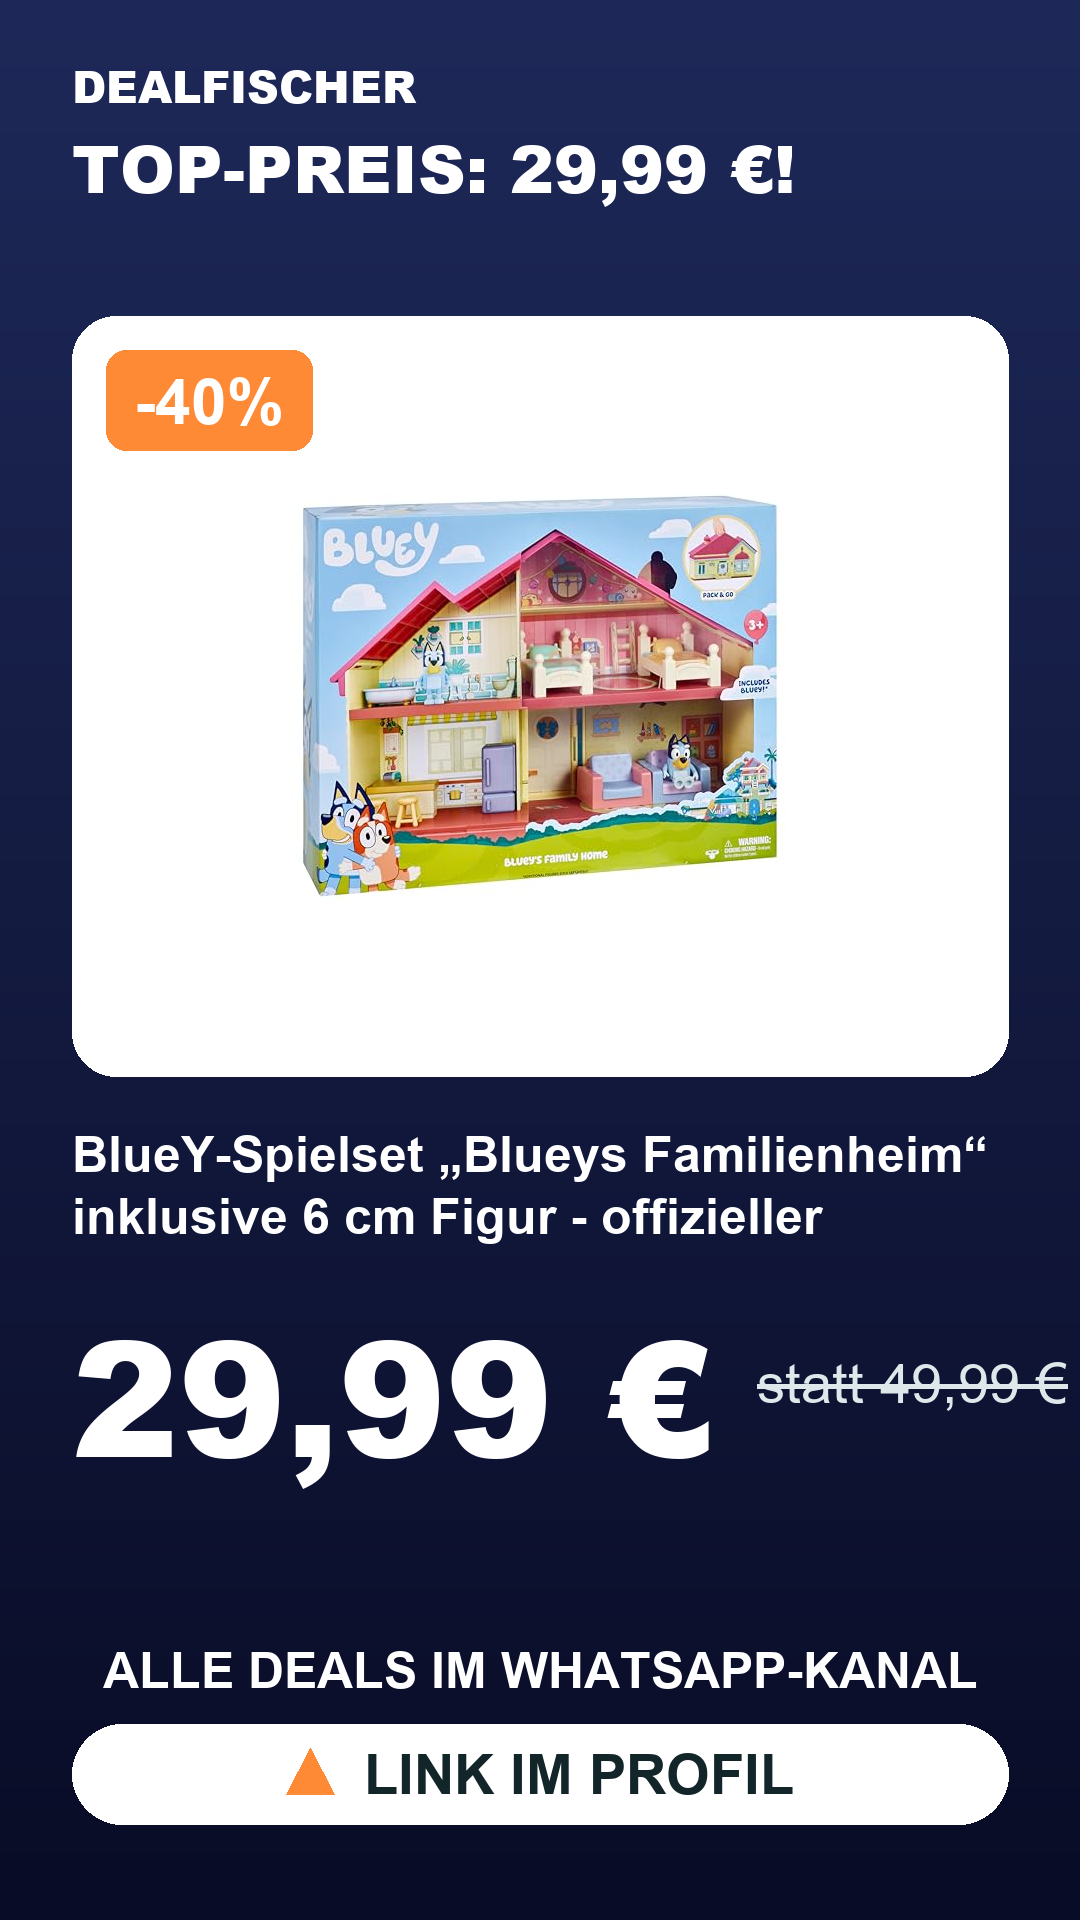 DEALFISCHER
TOP-PREIS: 29,99 €!
-40%
BLUEY
PACK & GO
3+
INCLUDES
BLUEY!*
WARNING:
BLUEY'S FAMILY HOME
BlueY-Spielset „Blueys Familienheim“
inklusive 6 cm Figur - offizieller
29,99 €
statt 49,99 €
ALLE DEALS IM WHATSAPP-KANAL
LINK IM PROFIL